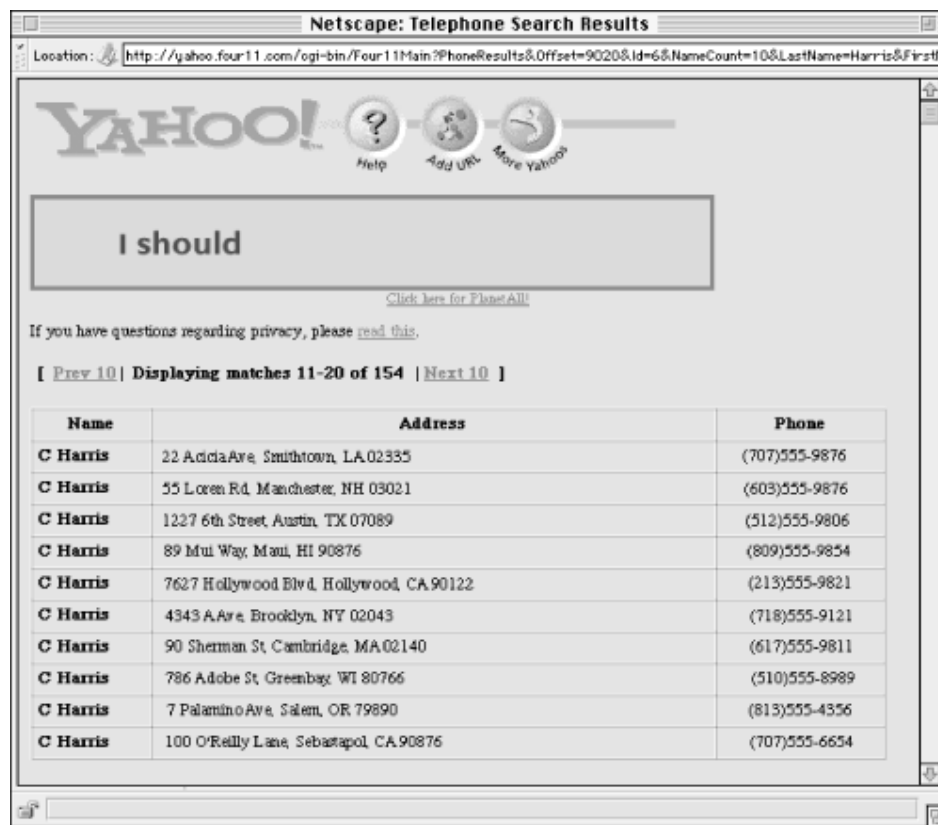 Netscape: Telephone Search Results
Location: http://yahoo.four11.com/cgi-bin/Four11Main?PhoneResults&Offset=9020&Id=6&NameCount=10&LastName=Harris&First
YAHOO!
Help Add URL More Yahoos
I should
Click here for PlanetAll!
If you have questions regarding privacy, please read this.
[ Prev 10 | Displaying matches 11-20 of 154 | Next 10 ]
Name Address Phone
C Harris 22 AciciaAve, Smithtown, LA 02335 (707)555-9876
C Harris 55 Loren Rd, Manchester, NH 03021 (603)555-9876
C Harris 1227 6th Street, Austin, TX 07089 (512)555-9806
C Harris 89 Mui Way, Maui, HI 90876 (809)555-9854
C Harris 7627 Hollywood Blvd, Hollywood, CA 90122 (213)555-9821
C Harris 4343 A Ave, Brooklyn, NY 02043 (718)555-9121
C Harris 90 Sherman St, Cambridge, MA 02140 (617)555-9811
C Harris 786 Adobe St, Greenbay, WI 80766 (510)555-8989
C Harris 7 Palamino Ave, Salem, OR 79890 (813)555-4356
C Harris 100 O'Reilly Lane, Sebastapol, CA 90876 (707)555-6654